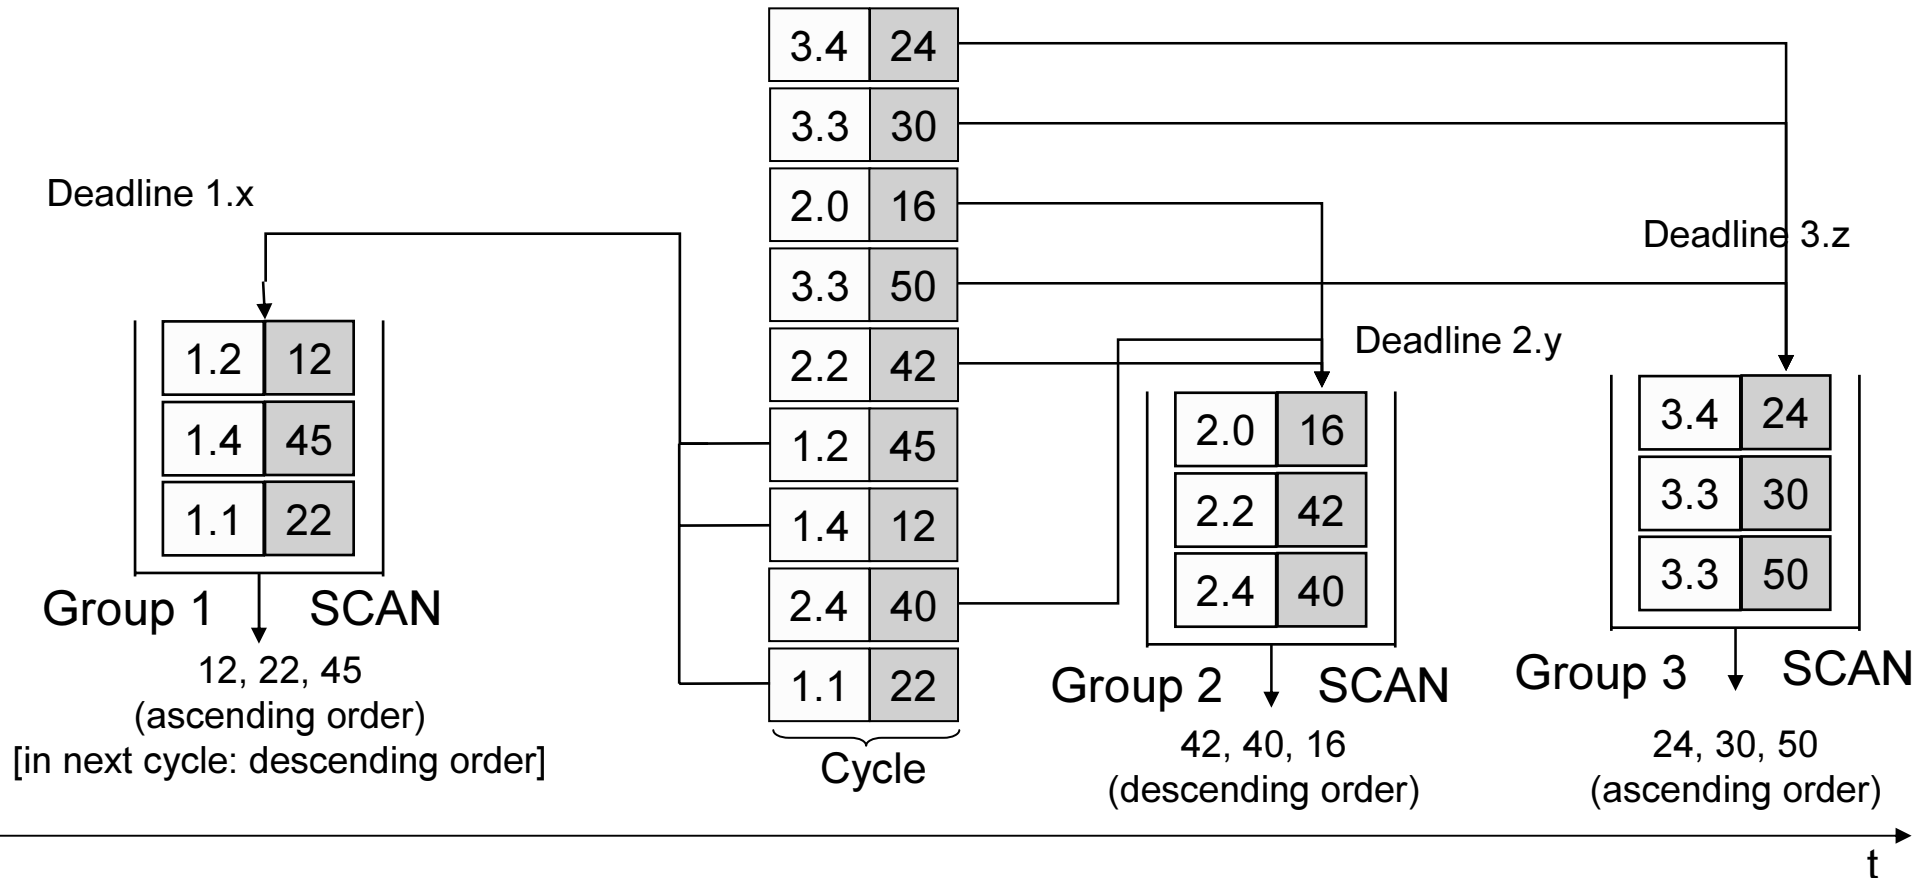 3.4 24
3.3 30
2.0 16
3.3 50
2.2 42
1.2 45
1.4 12
2.4 40
1.1 22
Cycle
Deadline 1.x
1.2 12
1.4 45
1.1 22
Group 1 SCAN
12, 22, 45
(ascending order)
[in next cycle: descending order]
Deadline 2.y
2.0 16
2.2 42
2.4 40
Group 2 SCAN
42, 40, 16
(descending order)
Deadline 3.z
3.4 24
3.3 30
3.3 50
Group 3 SCAN
24, 30, 50
(ascending order)
t